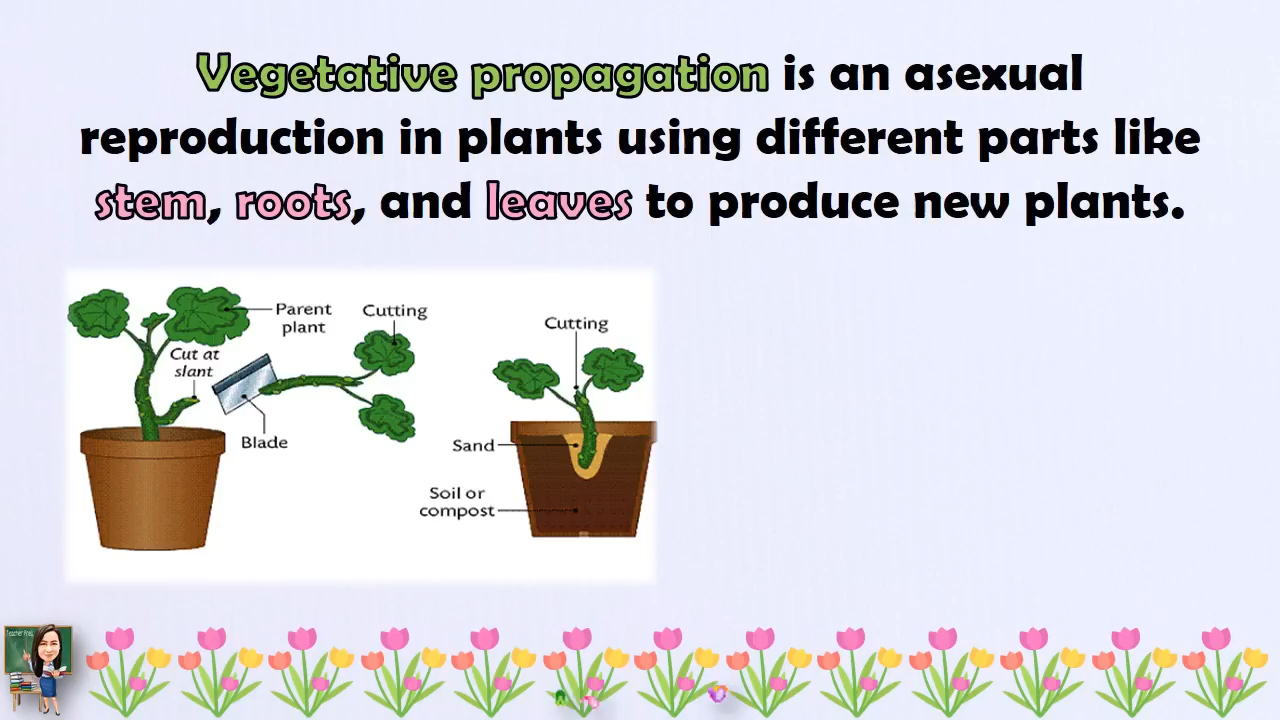 Vegetative propagation is an asexual
reproduction in plants using different parts like
stem, roots, and leaves to produce new plants.
Parent
plant
Cutting
Cut at
slant
Blade
Cutting
Sand
Soil or
compost